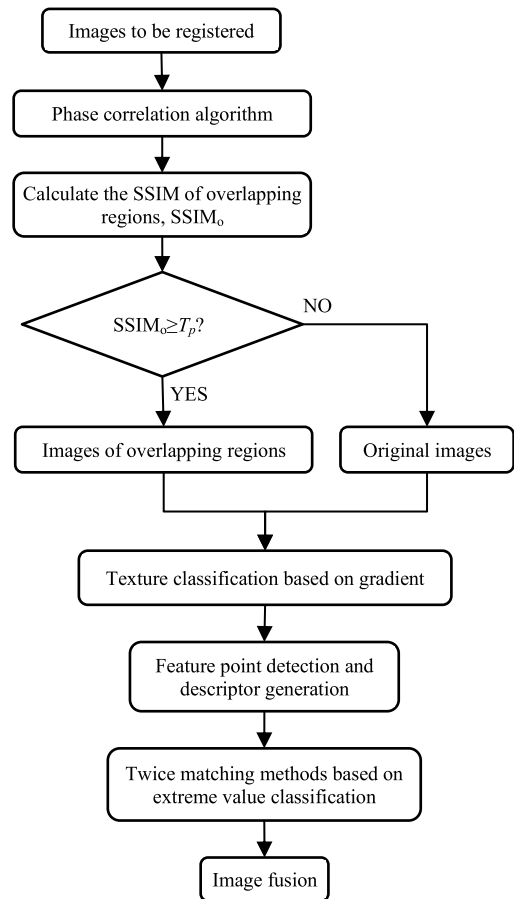 Images to be registered
Phase correlation algorithm
Calculate the SSIM of overlapping
regions, SSIMₒ
SSIMₒ≥Tₚ?
NO
YES
Images of overlapping regions
Original images
Texture classification based on gradient
Feature point detection and
descriptor generation
Twice matching methods based on
extreme value classification
Image fusion